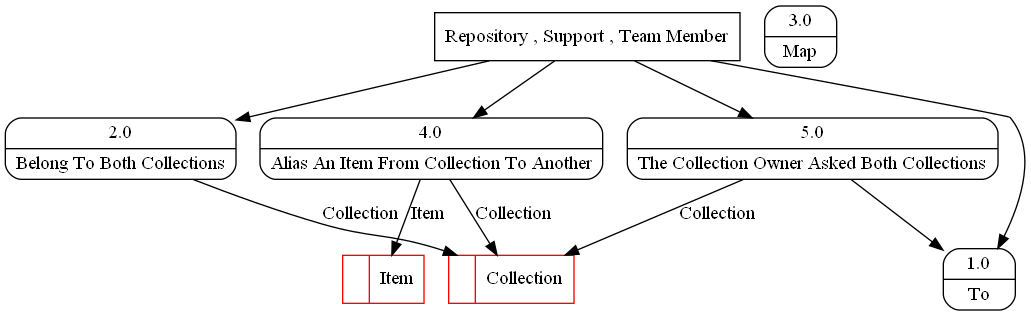 Repository , Support , Team Member
3.0
Map
2.0
Belong To Both Collections
4.0
Alias An Item From Collection To Another
5.0
The Collection Owner Asked Both Collections
Collection
Item
Collection
Collection
Item
Collection
1.0
To